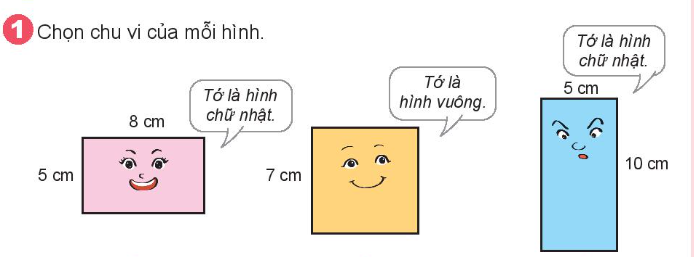 1 Chọn chu vi của mỗi hình.
Tớ là hình
chữ nhật.
8 cm
5 cm
Tớ là
hình vuông.
7 cm
Tớ là hình
chữ nhật.
5 cm
10 cm